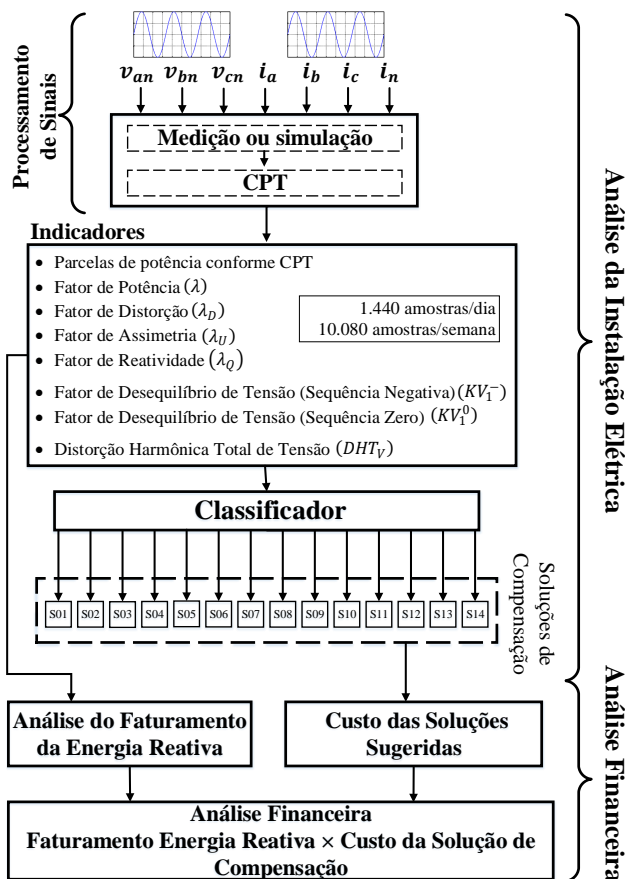 v_an v_bn v_cn i_a i_b i_c i_n
Processamento
de Sinais
Medição ou simulação
CPT
Indicadores
• Parcelas de potência conforme CPT
• Fator de Potência (λ)
• Fator de Distorção (λ_D)
• Fator de Assimetria (λ_U)
• Fator de Reatividade (λ_Q)
1.440 amostras/dia
10.080 amostras/semana
• Fator de Desequilíbrio de Tensão (Sequência Negativa) (KV_1^-)
• Fator de Desequilíbrio de Tensão (Sequência Zero) (KV_1^0)
• Distorção Harmônica Total de Tensão (DHT_V)
Classificador
S01 S02 S03 S04 S05 S06 S07 S08 S09 S10 S11 S12 S13 S14
Soluções de
Compensação
Análise da Instalação Elétrica
Análise do Faturamento
da Energia Reativa
Custo das Soluções
Sugeridas
Análise Financeira
Faturamento Energia Reativa × Custo da Solução de
Compensação
Análise Financeira